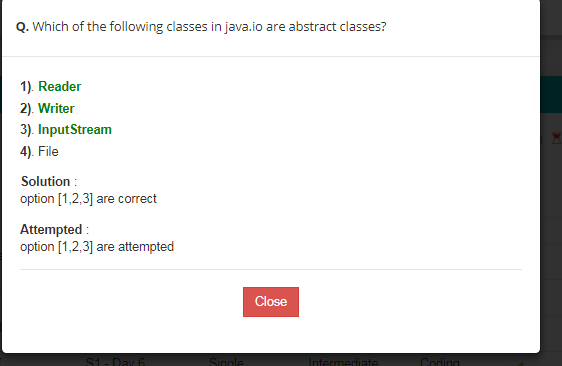 Q. Which of the following classes in java.io are abstract classes?
1). Reader
2). Writer
3). InputStream
4). File
Solution :
option [1,2,3] are correct
Attempted :
option [1,2,3] are attempted
Close
S1 - Day 6 Single Intermediate Coding